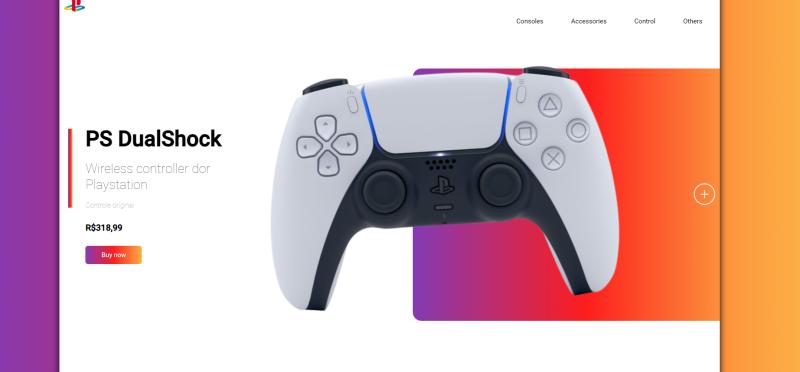 Consoles Accessories Control Others
PS DualShock
Wireless controller dor
Playstation
Controle original
R$318,99
Buy now